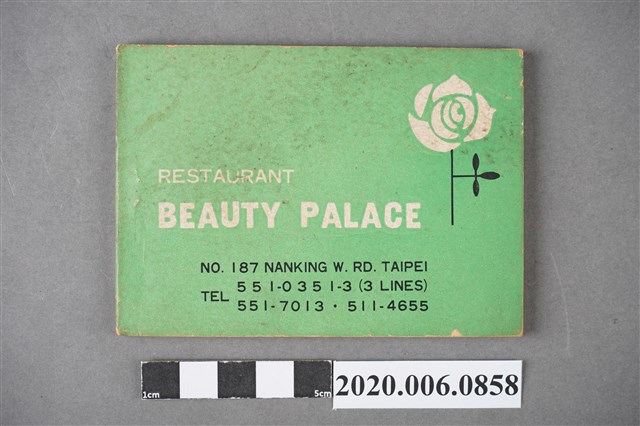 RESTAURANT
BEAUTY PALACE
NO. 187 NANKING W. RD. TAIPEI
TEL 551-0351-3 (3 LINES)
551-7013 · 511-4655
1cm 5cm
2020.006.0858